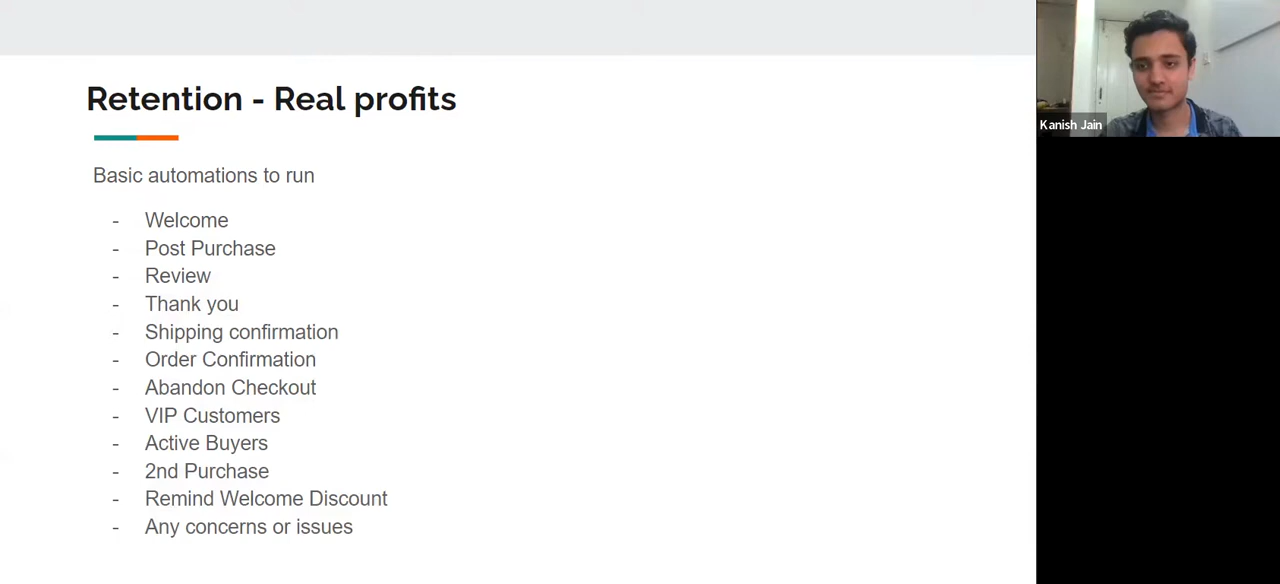 Retention - Real profits
Basic automations to run
- Welcome
- Post Purchase
- Review
- Thank you
- Shipping confirmation
- Order Confirmation
- Abandon Checkout
- VIP Customers
- Active Buyers
- 2nd Purchase
- Remind Welcome Discount
- Any concerns or issues
Kanish Jain